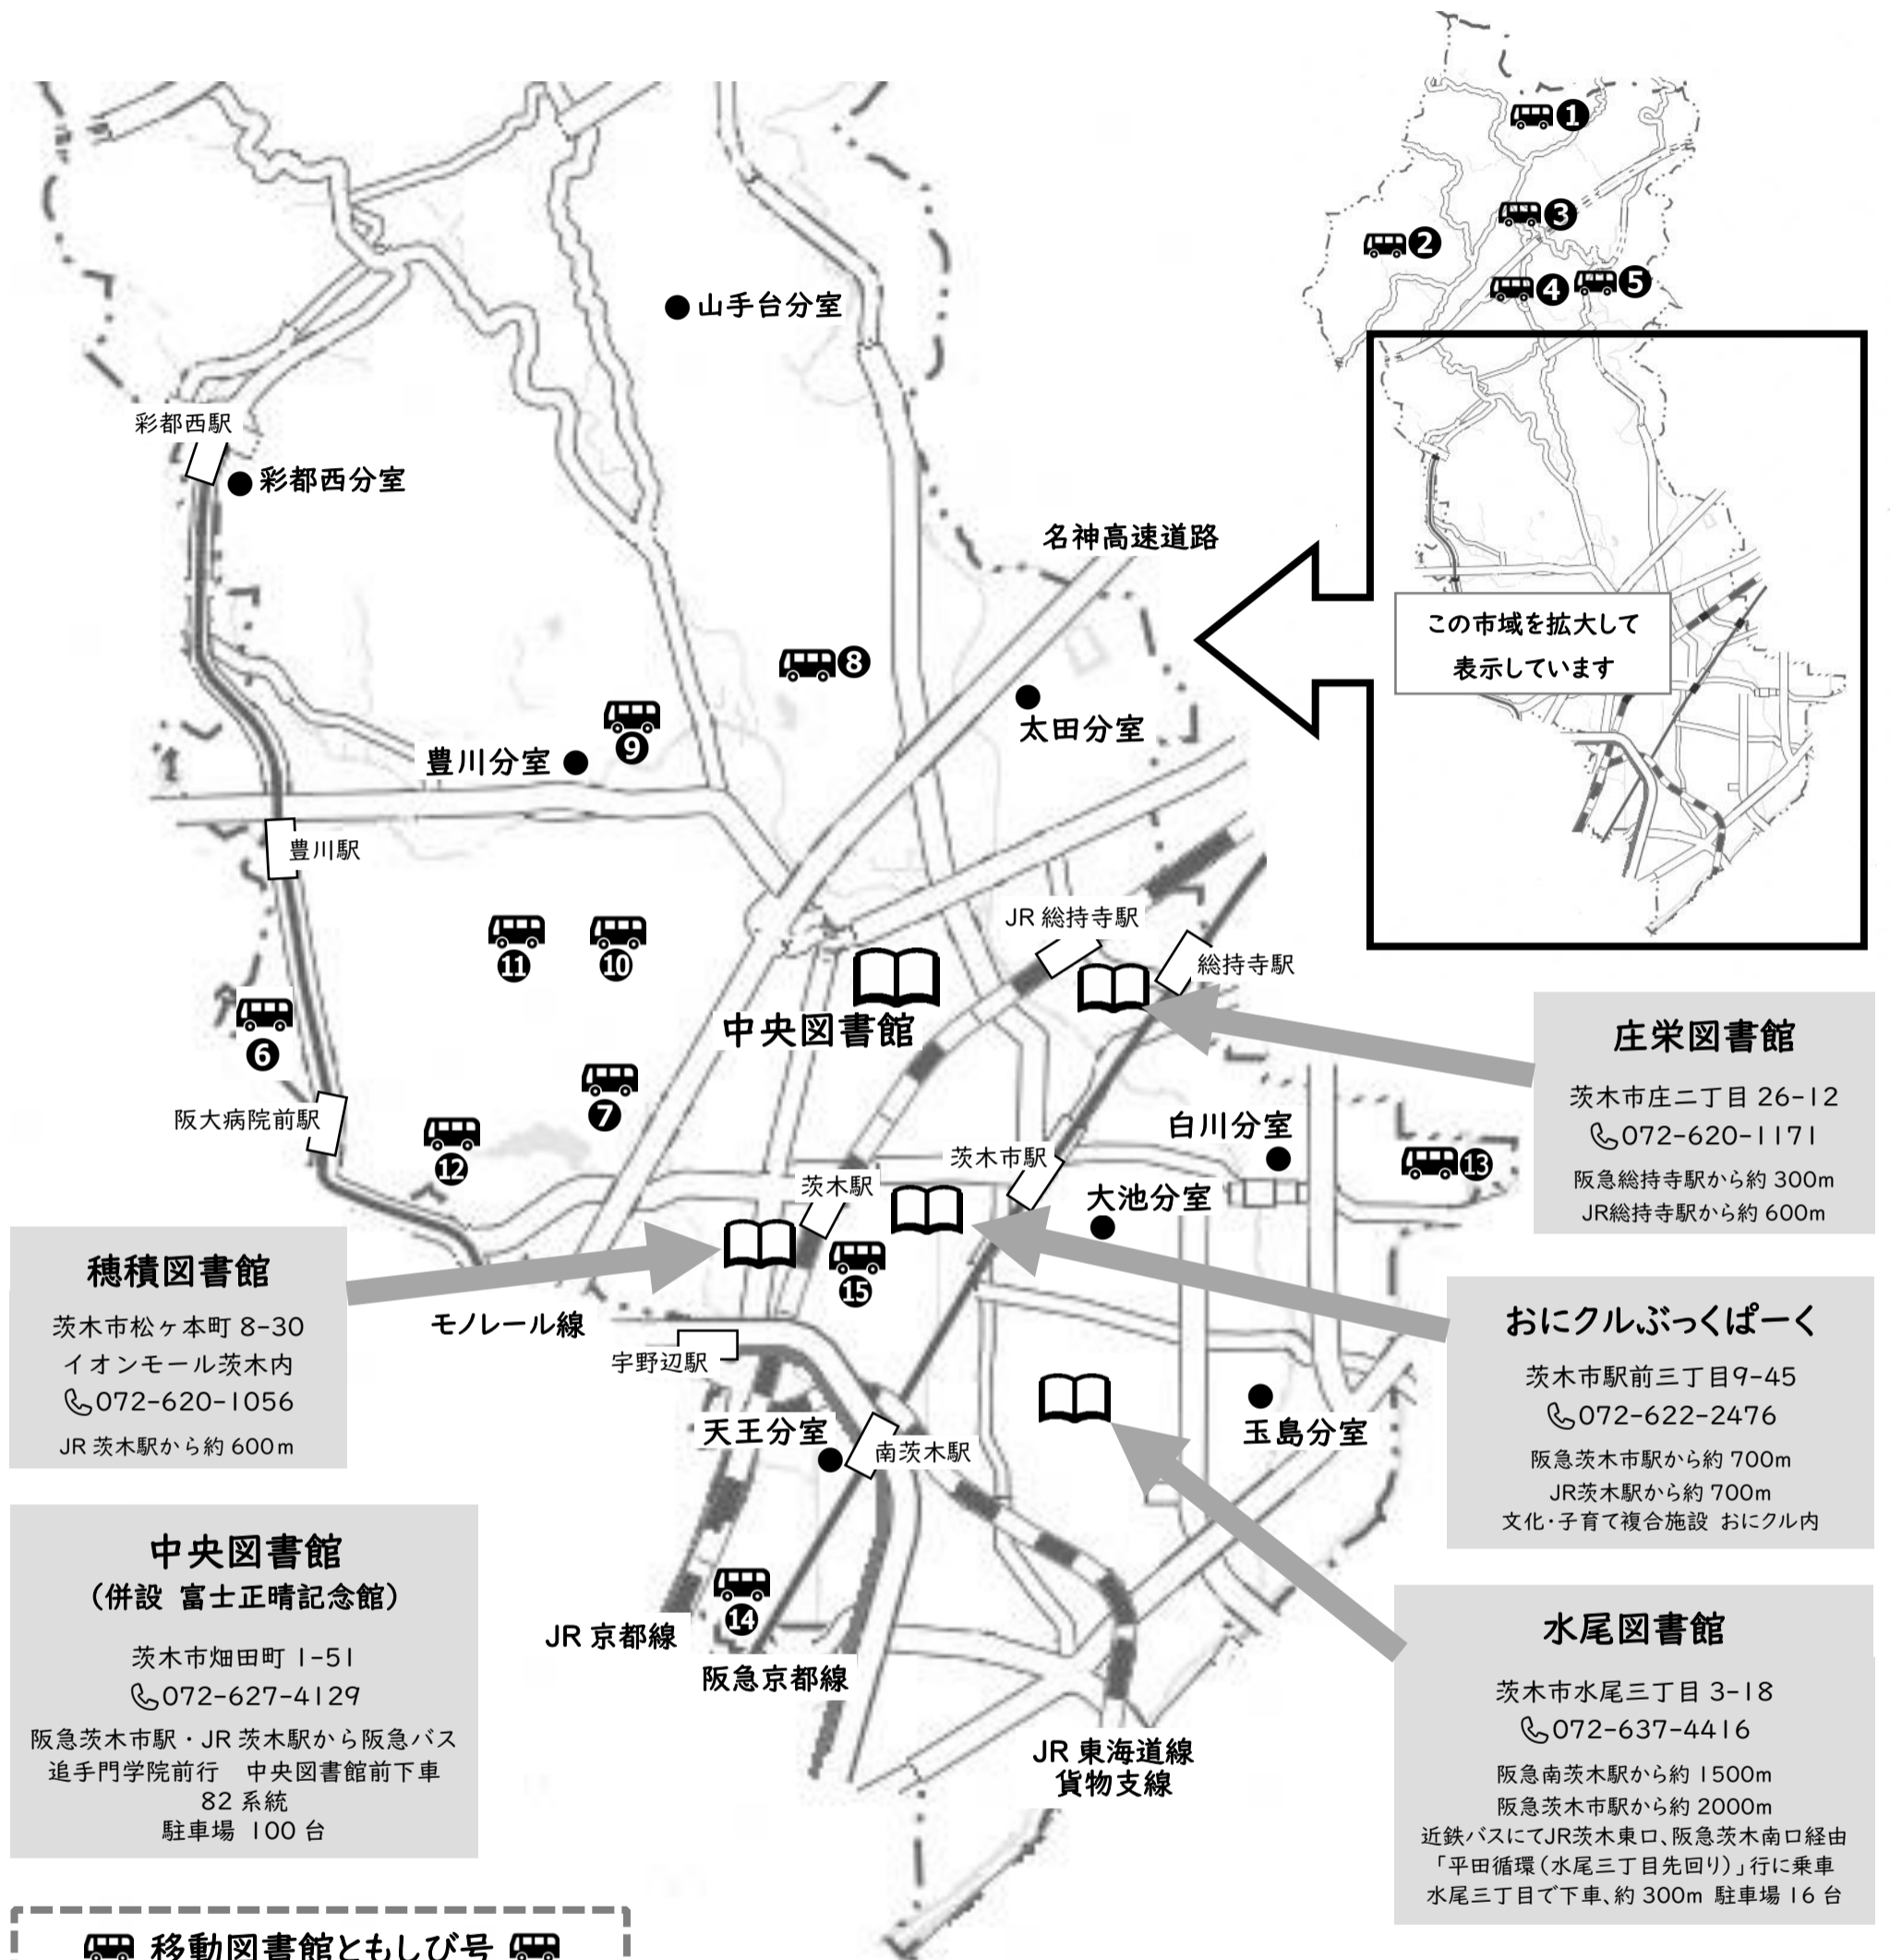 ❶
❸
❷
❹
❺
山手台分室
彩都西駅
彩都西分室
名神高速道路
この市域を拡大して
表示しています
❽
太田分室
❾
豊川分室
豊川駅
JR 総持寺駅
総持寺駅
⓫
❿
中央図書館
❻
❼
阪大病院前駅
⓬
白川分室
茨木市駅
⓭
茨木駅
大池分室
⓯
モノレール線
宇野辺駅
天王分室
南茨木駅
玉島分室
⓮
JR 京都線
阪急京都線
JR 東海道線
貨物支線
庄栄図書館
茨木市庄二丁目 26-12
072-620-1171
阪急総持寺駅から約 300m
JR総持寺駅から約 600m
穂積図書館
茨木市松ヶ本町 8-30
イオンモール茨木内
072-620-1056
JR 茨木駅から約 600m
おにクルぶっくぱーく
茨木市駅前三丁目9-45
072-622-2476
阪急茨木市駅から約 700m
JR茨木駅から約 700m
文化・子育て複合施設 おにクル内
中央図書館
（併設 富士正晴記念館）
茨木市畑田町 1-51
072-627-4129
阪急茨木市駅・JR 茨木駅から阪急バス
追手門学院前行 中央図書館前下車
82 系統
駐車場 100 台
水尾図書館
茨木市水尾三丁目 3-18
072-637-4416
阪急南茨木駅から約 1500m
阪急茨木市駅から約 2000m
近鉄バスにてJR茨木東口、阪急茨木南口経由
「平田循環（水尾三丁目先回り）」行に乗車
水尾三丁目で下車、約 300m 駐車場 16 台
移動図書館ともしび号